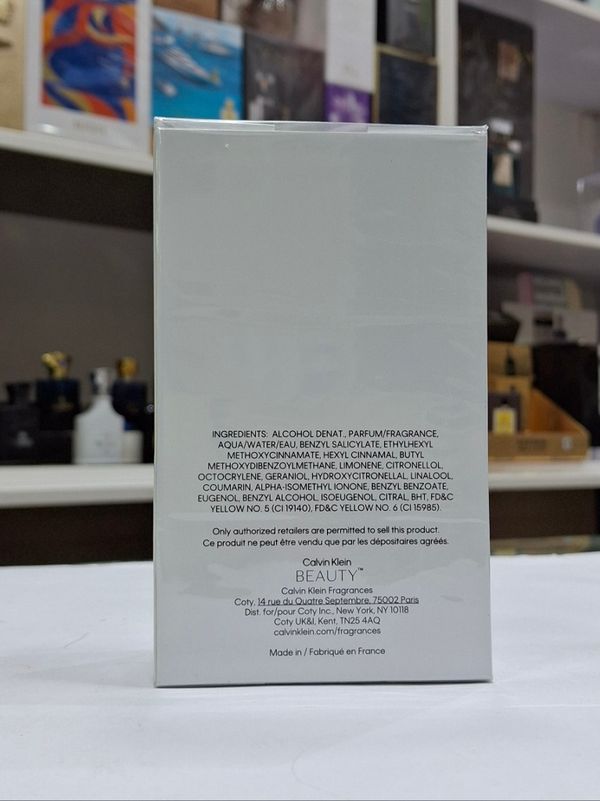 INGREDIENTS: ALCOHOL DENAT., PARFUM/FRAGRANCE,
AQUA/WATER/EAU, BENZYL SALICYLATE, ETHYLHEXYL
METHOXYCINNAMATE, HEXYL CINNAMAL, BUTYL
METHOXYDIBENZOYLMETHANE, LIMONENE, CITRONELLOL,
OCTOCRYLENE, GERANIOL, HYDROXYCITRONELLAL, LINALOOL,
COUMARIN, ALPHA-ISOMETHYL IONONE, BENZYL BENZOATE,
EUGENOL, BENZYL ALCOHOL, ISOEUGENOL, CITRAL, BHT, FD&C
YELLOW NO. 5 (CI 19140), FD&C YELLOW NO. 6 (CI 15985).
Only authorized retailers are permitted to sell this product.
Ce produit ne peut être vendu que par les dépositaires agréés.
Calvin Klein
BEAUTY™
Calvin Klein Fragrances
Coty, 14 rue du Quatre Septembre, 75002 Paris
Dist. for/pour Coty Inc., New York, NY 10118
Coty UK&I, Kent, TN25 4AQ
calvinklein.com/fragrances
Made in / Fabriqué en France